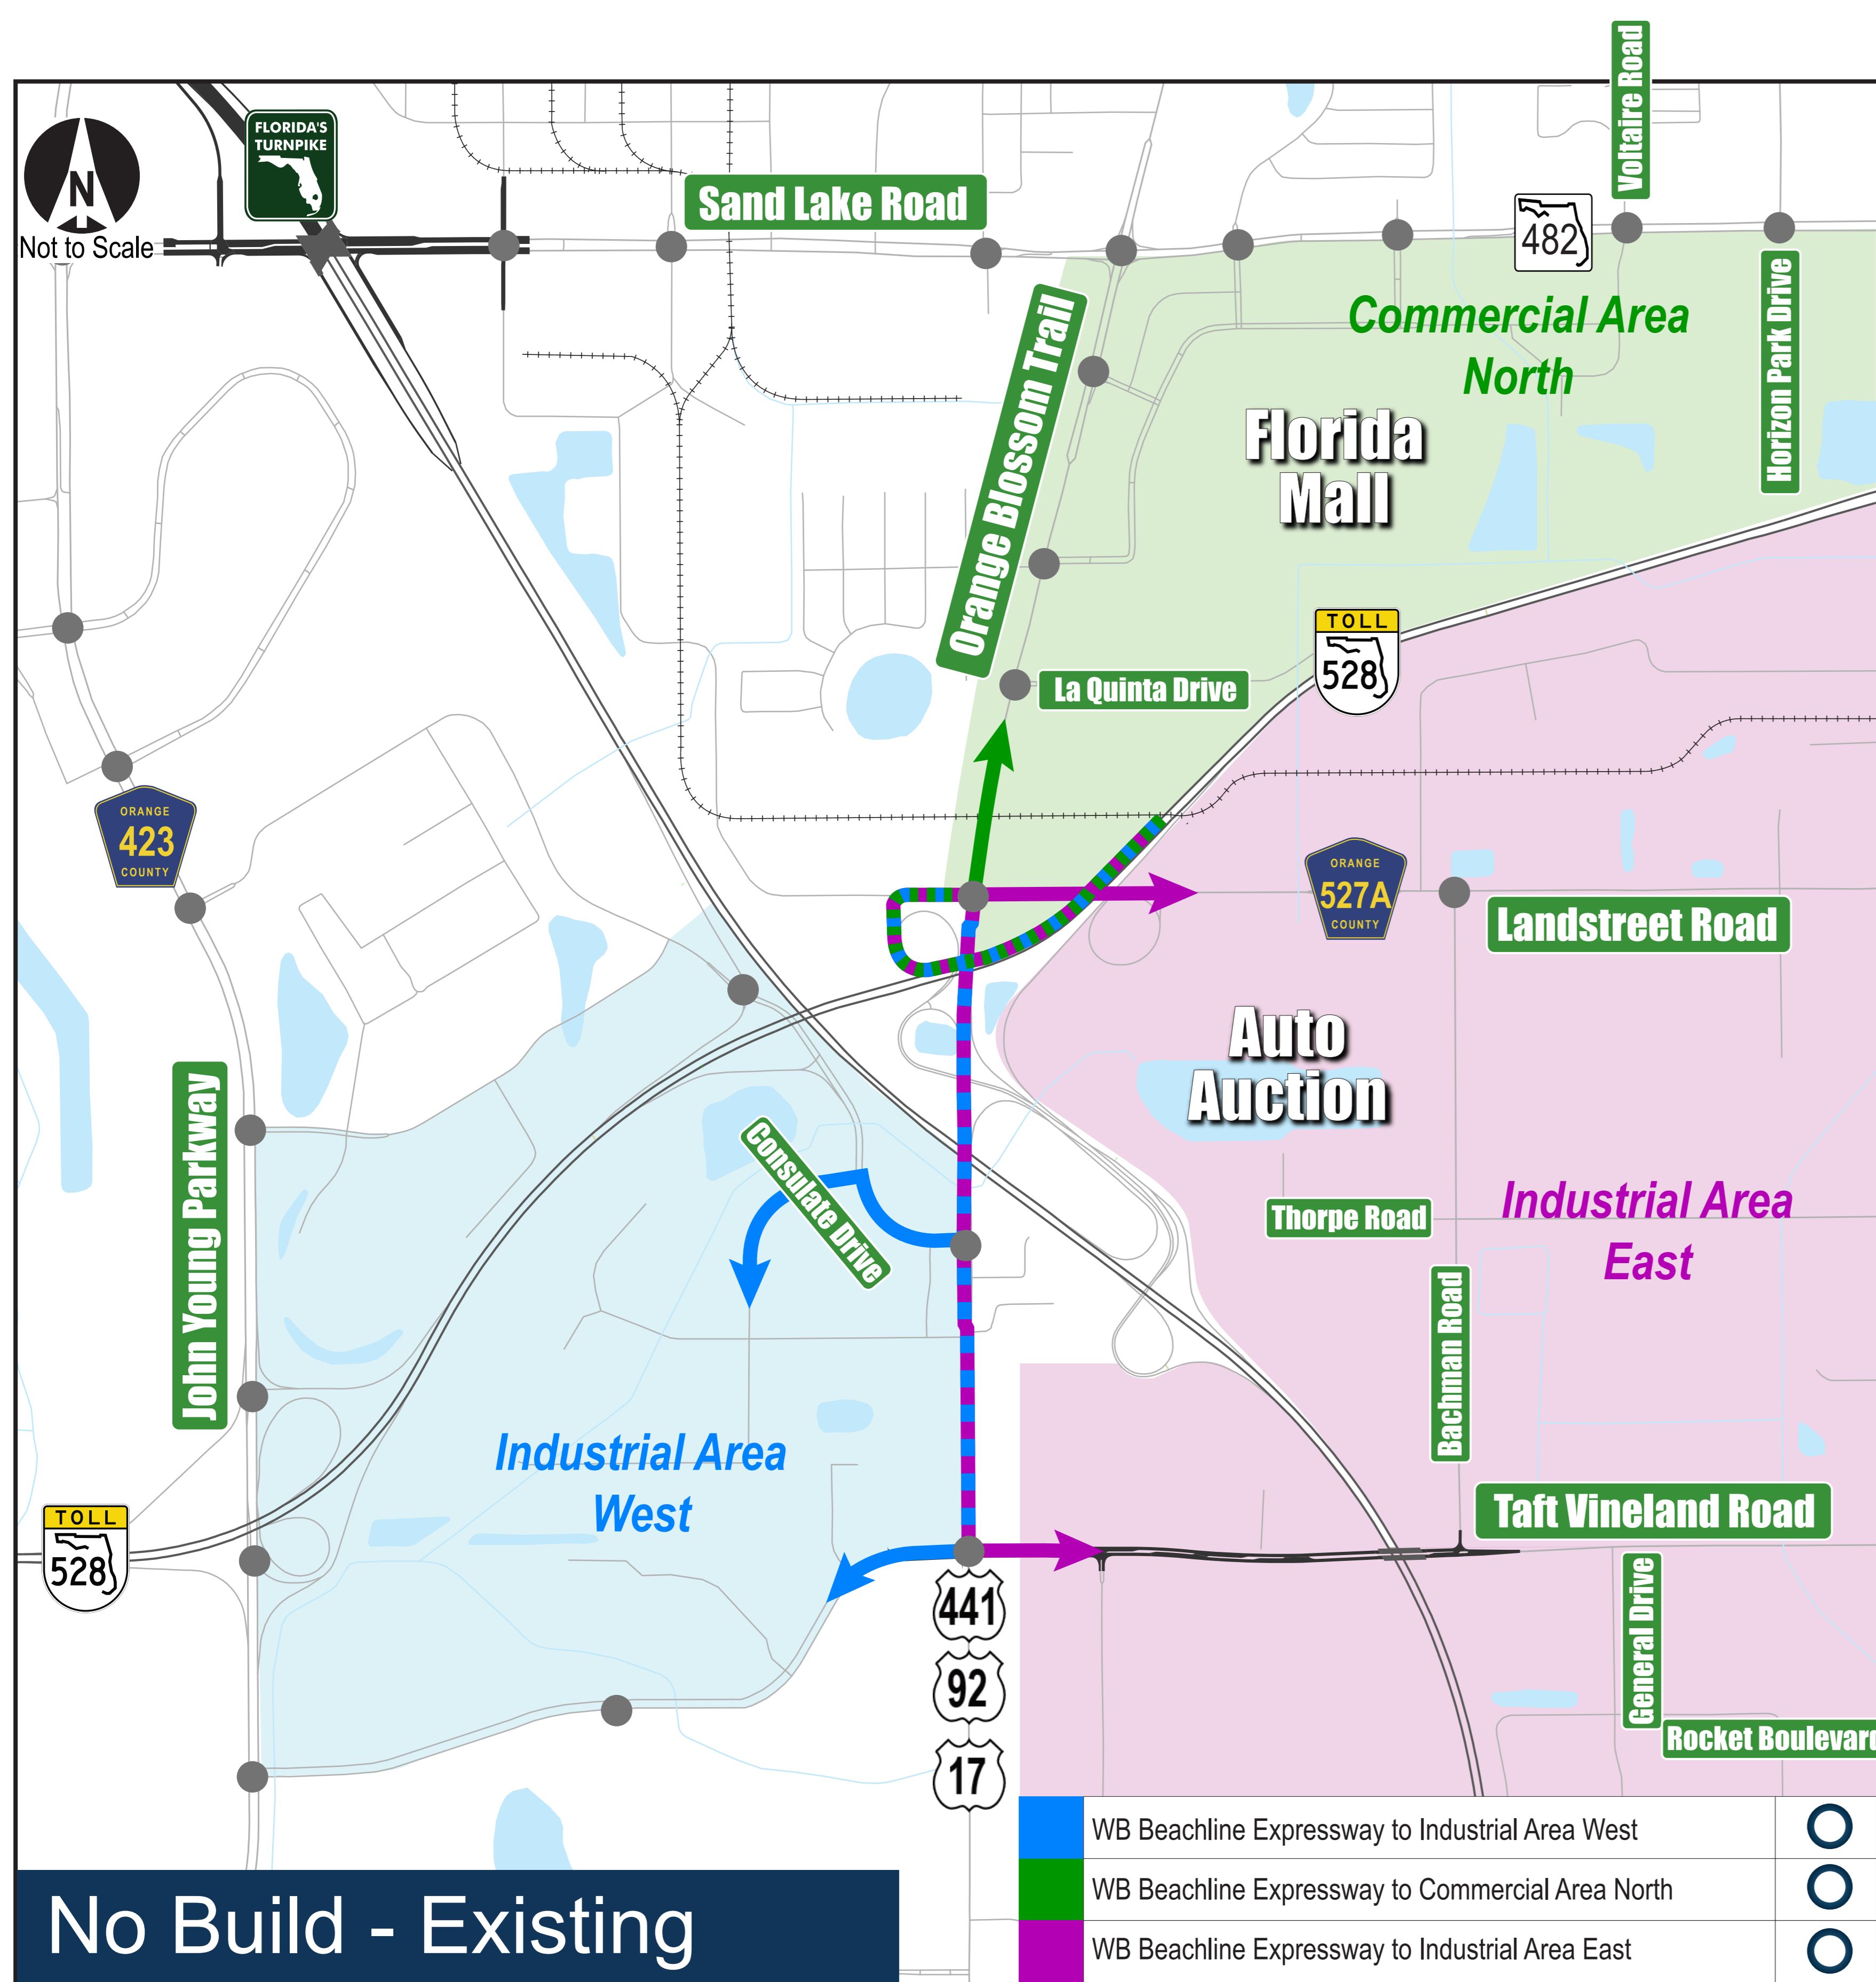 Voltaire Road
FLORIDA'S
TURNPIKE
N
Not to Scale
Sand Lake Road
482
Commercial Area
North
Horizon Park Drive
Orange Blossom Trail
Florida
Mall
TOLL
528
La Quinta Drive
ORANGE
423
COUNTY
ORANGE
527A
COUNTY
Landstreet Road
Auto
Auction
John Young Parkway
Consulate Drive
Thorpe Road
Industrial Area
East
Bachman Road
Industrial Area
West
Taft Vineland Road
TOLL
528
441
92
17
General Drive
Rocket Boulevard
WB Beachline Expressway to Industrial Area West
WB Beachline Expressway to Commercial Area North
WB Beachline Expressway to Industrial Area East
No Build - Existing